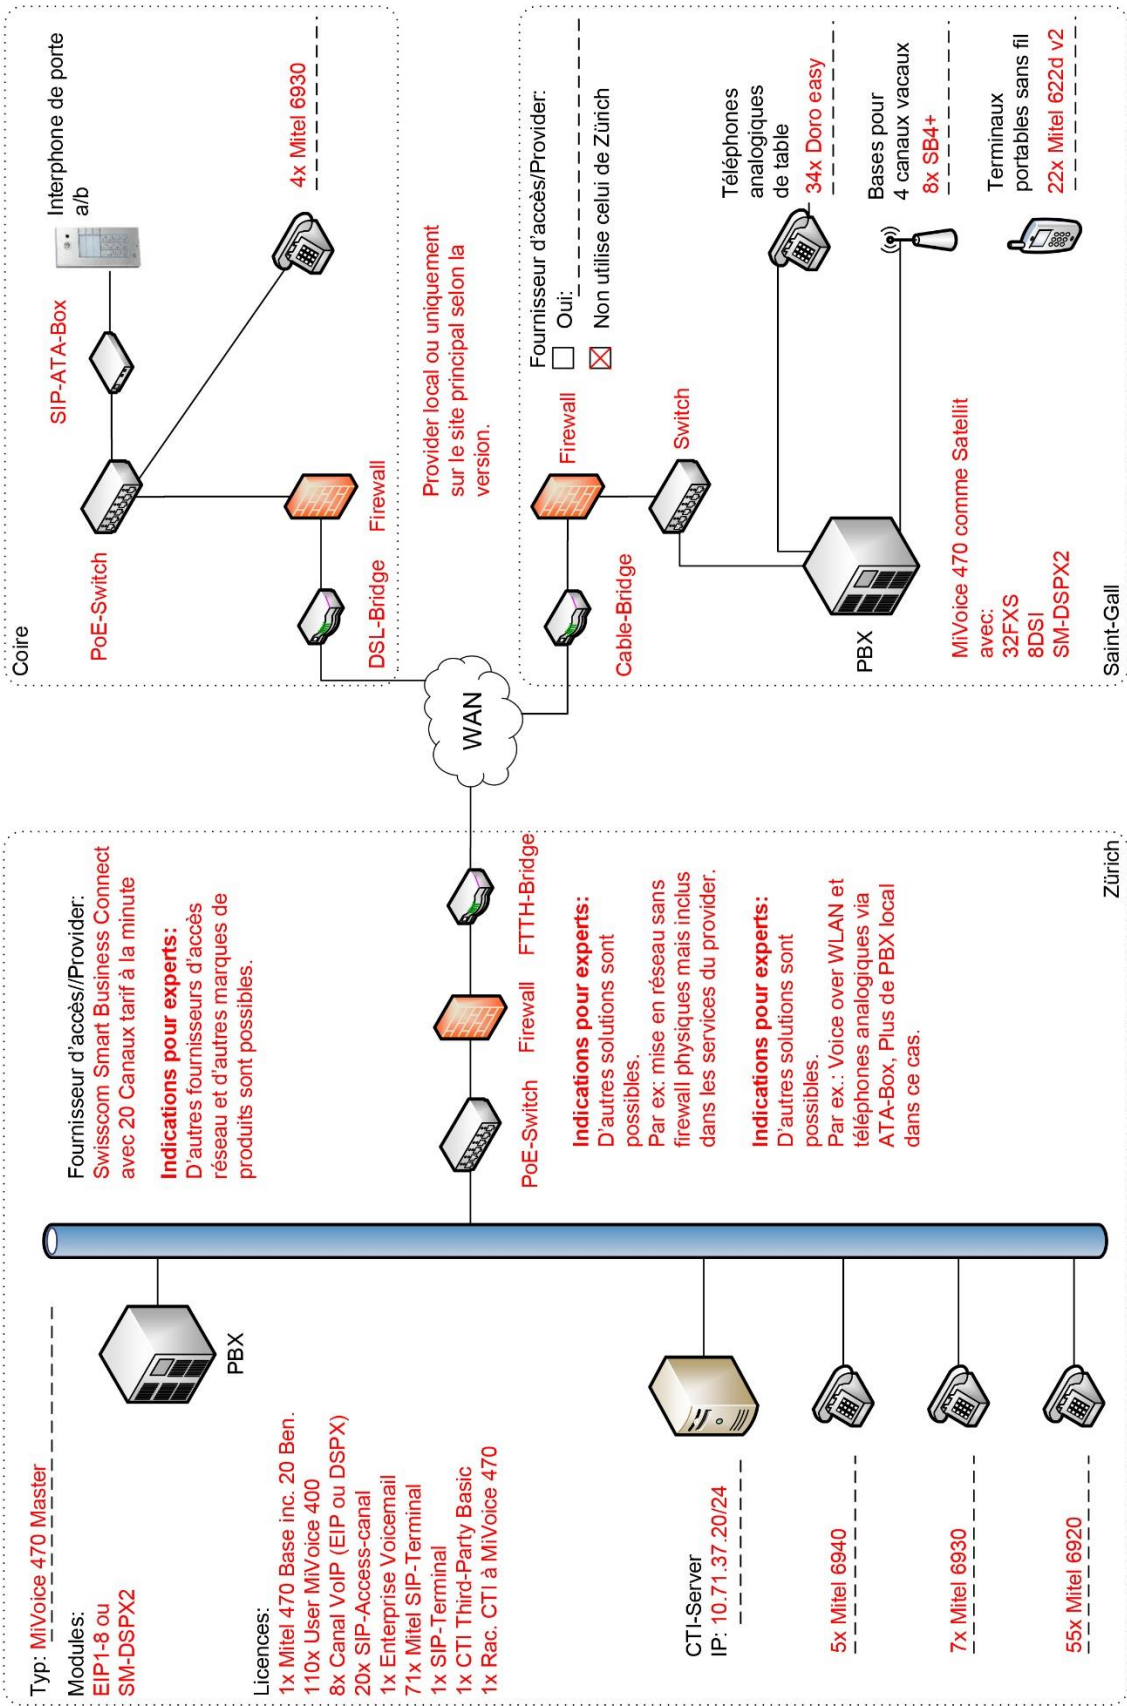 Typ: MiVoice 470 Master
Modules:
EIP1-8 ou
SM-DSPX2
PBX
Licences:
1x Mitel 470 Base inc. 20 Ben.
110x User MiVoice 400
8x Canal VoIP (EIP ou DSPX)
20x SIP-Access-canal
1x Enterprise Voicemail
71x Mitel SIP-Terminal
1x SIP-Terminal
1x CTI Third-Party Basic
1x Rac. CTI à MiVoice 470
CTI-Server
IP: 10.71.37.20/24
5x Mitel 6940
7x Mitel 6930
55x Mitel 6920
Fournisseur d'accès//Provider:
Swisscom Smart Business Connect
avec 20 Canaux tarif à la minute
Indications pour experts:
D'autres fournisseurs d'accès
réseau et d'autres marques de
produits sont possibles.
PoE-Switch
Firewall
FTTH-Bridge
Indications pour experts:
D'autres solutions sont
possibles.
Par ex: mise en réseau sans
firewall physiques mais inclus
dans les services du provider.
Indications pour experts:
D'autres solutions sont
possibles.
Par ex.: Voice over WLAN et
téléphones analogiques via
ATA-Box, Plus de PBX local
dans ce cas.
Zürich
WAN
Coire
PoE-Switch
SIP-ATA-Box
Interphone de porte
a/b
4x Mitel 6930
DSL-Bridge
Firewall
Provider local ou uniquement
sur le site principal selon la
version.
Fournisseur d'accès/Provider:
Oui:
Non utilise celui de Zürich
Cable-Bridge
Firewall
Switch
PBX
MiVoice 470 comme Satellit
avec:
32FXS
8DSI
SM-DSPX2
Téléphones
analogiques
de table
34x Doro easy
Bases pour
4 canaux vacaux
8x SB4+
Terminaux
portables sans fil
22x Mitel 622d v2
Saint-Gall